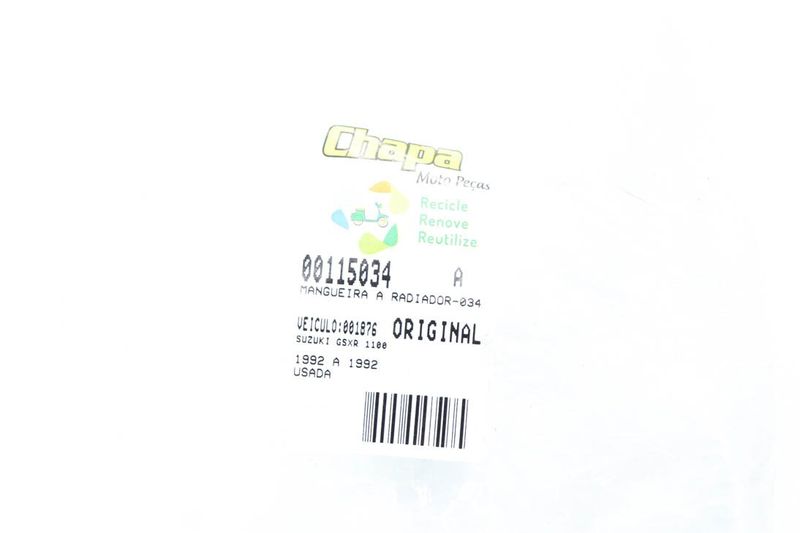 Chapa
Moto Peças
Recicle
Renove
Reutilize
00115034 A
MANGUEIRA A RADIADOR-034
VEICULO:001876 ORIGINAL
SUZUKI GSXR 1100
1992 A 1992
USADA